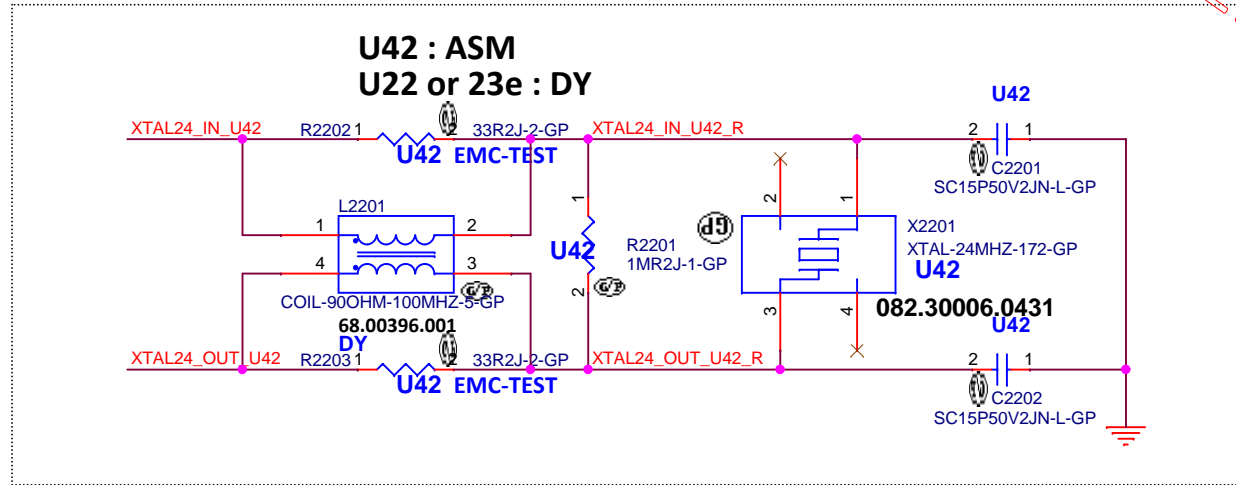 U42 : ASM
U22 or 23e : DY
U42
XTAL24_IN_U42
R2202 1
2 33R2J-2-GP
XTAL24_IN_U42_R
2
1
U42 EMC-TEST
C2201
SC15P50V2JN-L-GP
L2201
1
2
4
3
COIL-90OHM-100MHZ-5-GP
68.00396.001
DY
1
U42
R2201
1MR2J-1-GP
2
2
1
GP
X2201
XTAL-24MHZ-172-GP
U42
3
4
082.30006.0431
U42
XTAL24_OUT_U42
R2203 1
2 33R2J-2-GP
XTAL24_OUT_U42_R
2
1
U42 EMC-TEST
C2202
SC15P50V2JN-L-GP